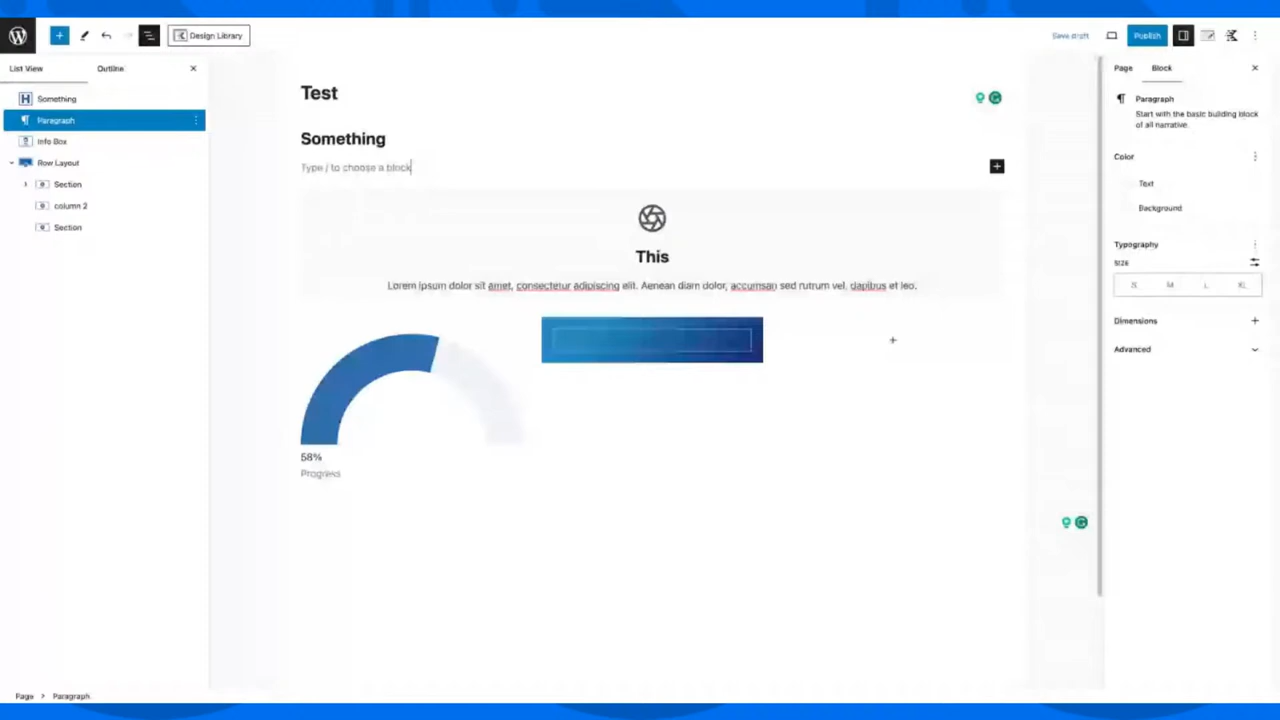 Design Library
Save draft
Publish
List View
Outline
Something
Paragraph
Info Box
Row Layout
Section
column 2
Section
Test
Something
Type / to choose a block
This
Lorem ipsum dolor sit amet, consectetur adipiscing elit. Aenean diam dolor, accumsan sed rutrum vel, dapibus et leo.
58%
Progress
Page
Block
Paragraph
Start with the basic building block
of all narrative.
Color
Text
Background
Typography
SIZE
S M L XL
Dimensions
Advanced
Page > Paragraph